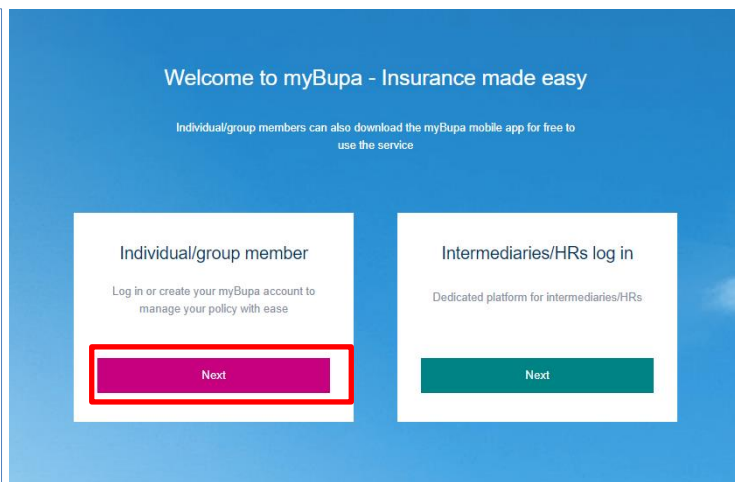 Welcome to myBupa - Insurance made easy
Individual/group members can also download the myBupa mobile app for free to
use the service
Individual/group member
Log in or create your myBupa account to
manage your policy with ease
Next
Intermediaries/HRs log in
Dedicated platform for intermediaries/HRs
Next